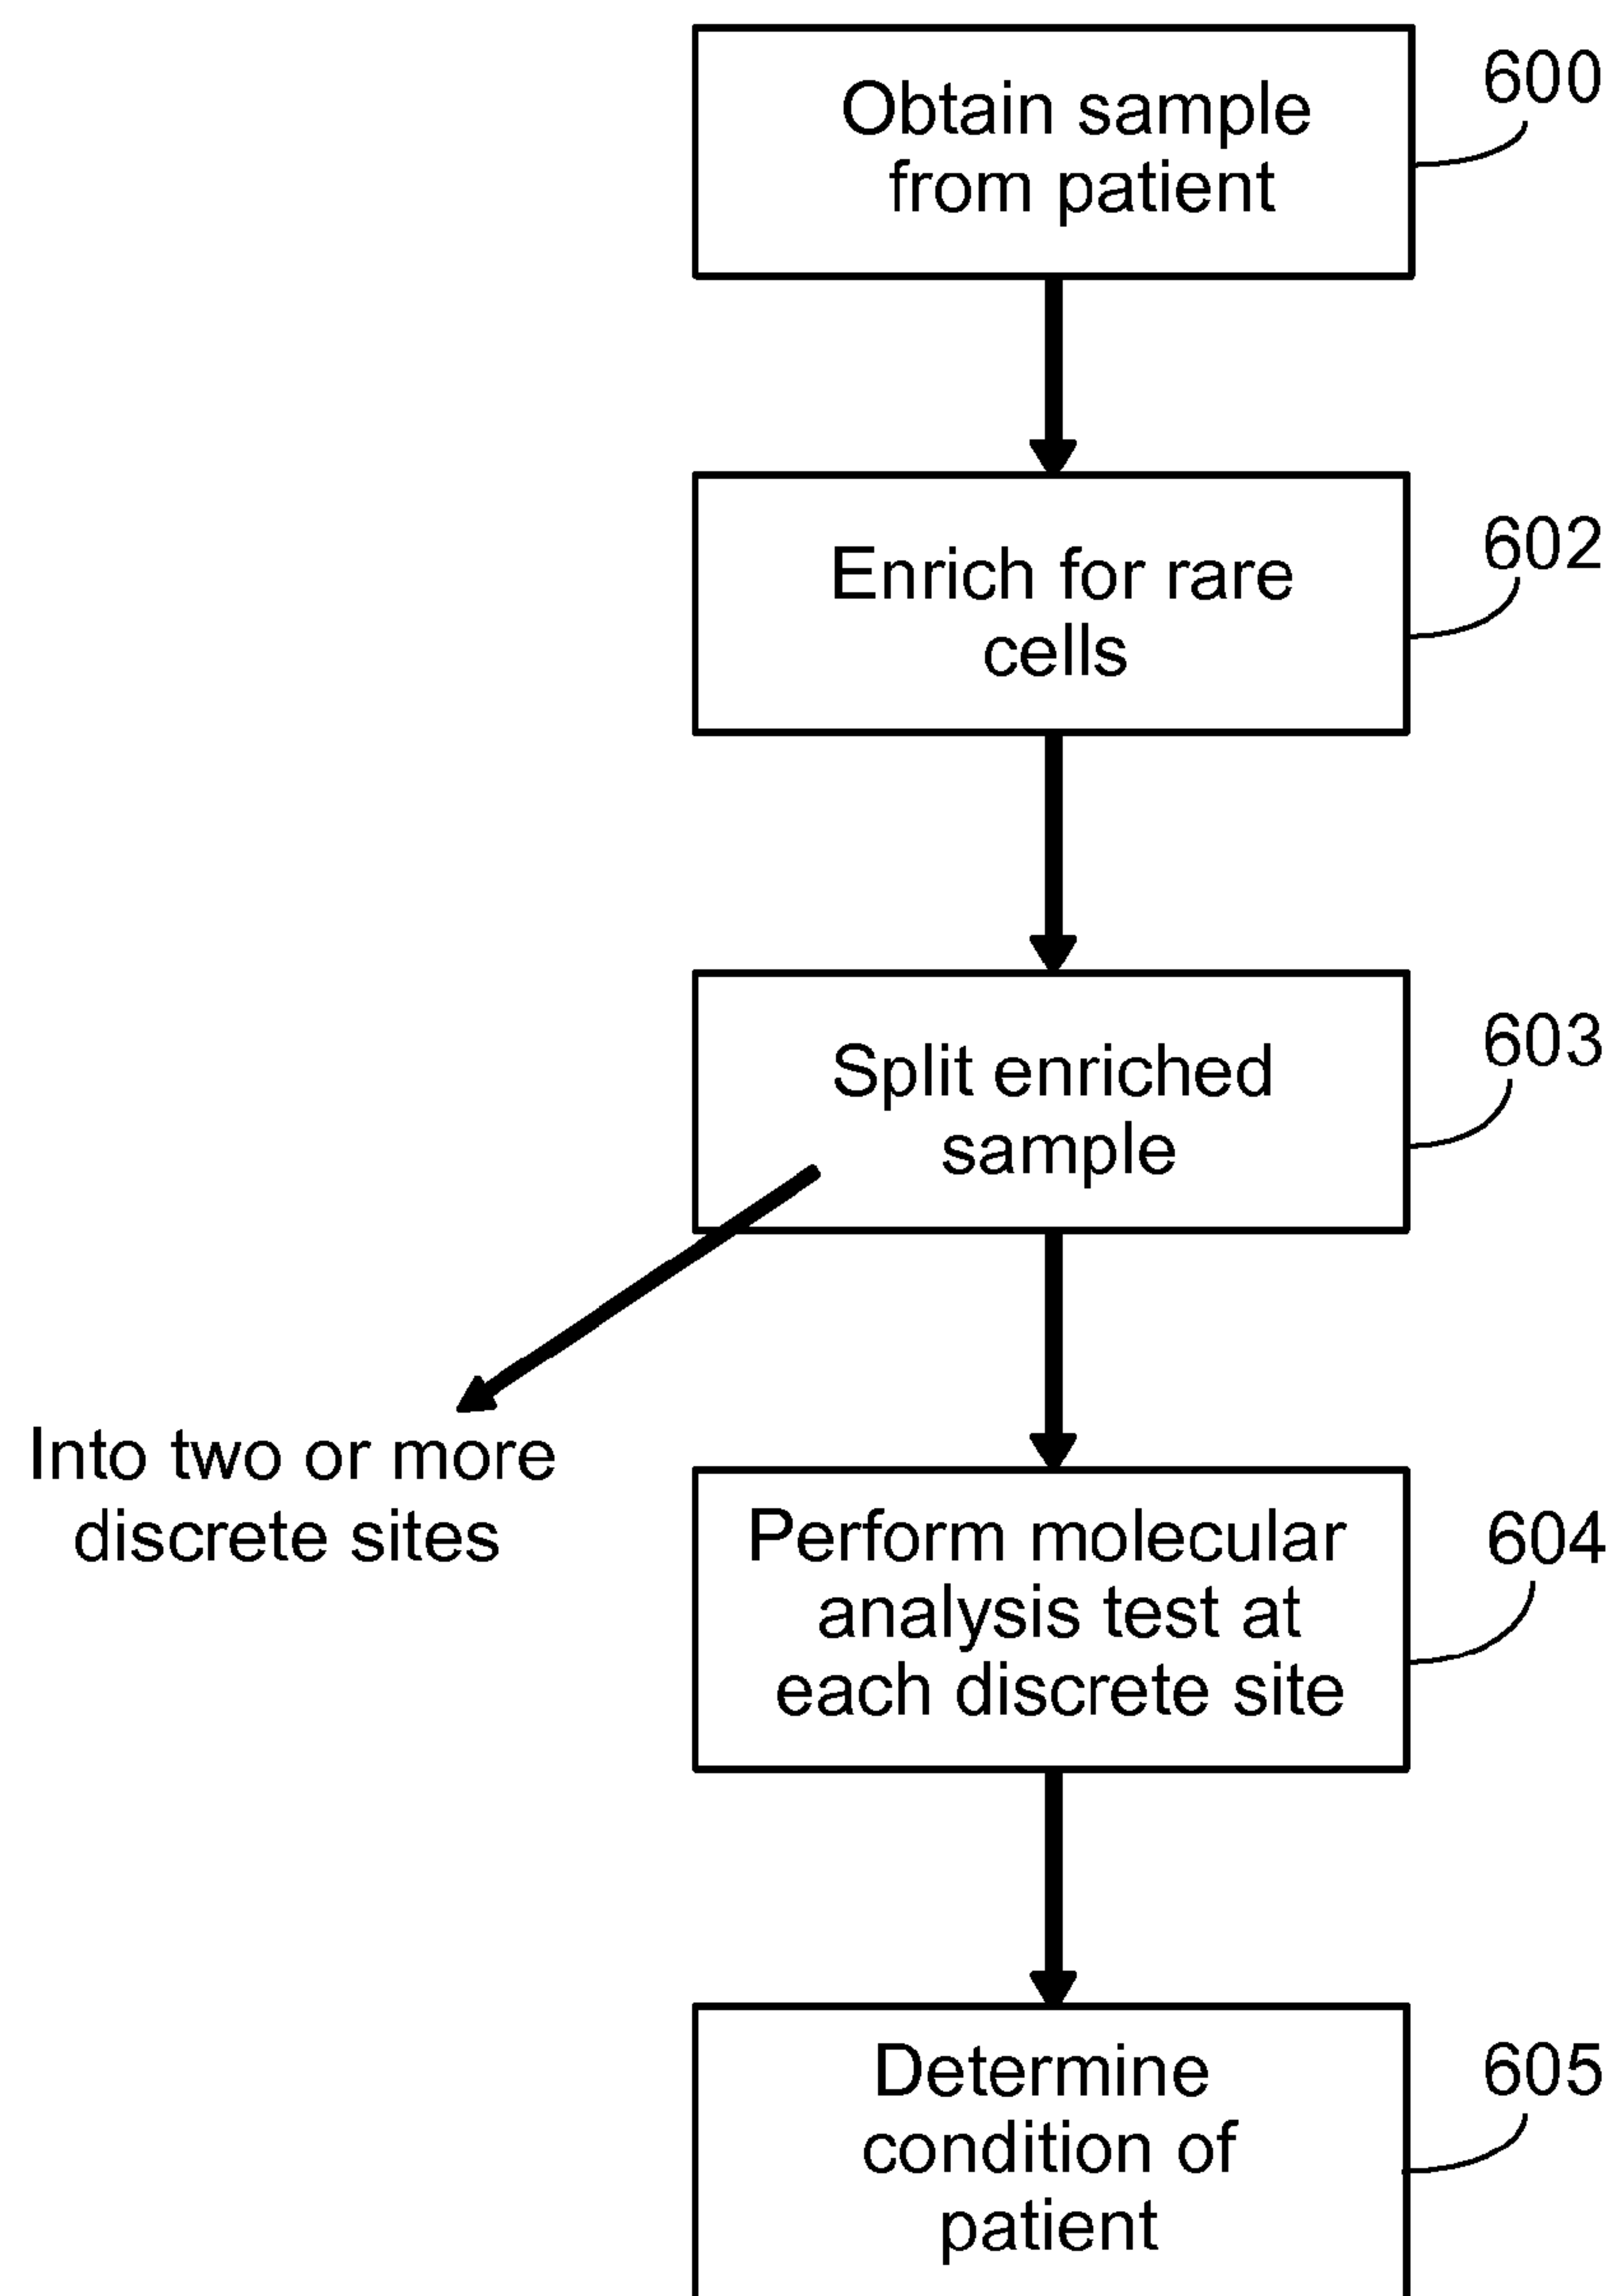 Obtain sample
from patient
600
Enrich for rare
cells
602
Split enriched
sample
603
Into two or more
discrete sites
Perform molecular
analysis test at
each discrete site
604
Determine
condition of
patient
605